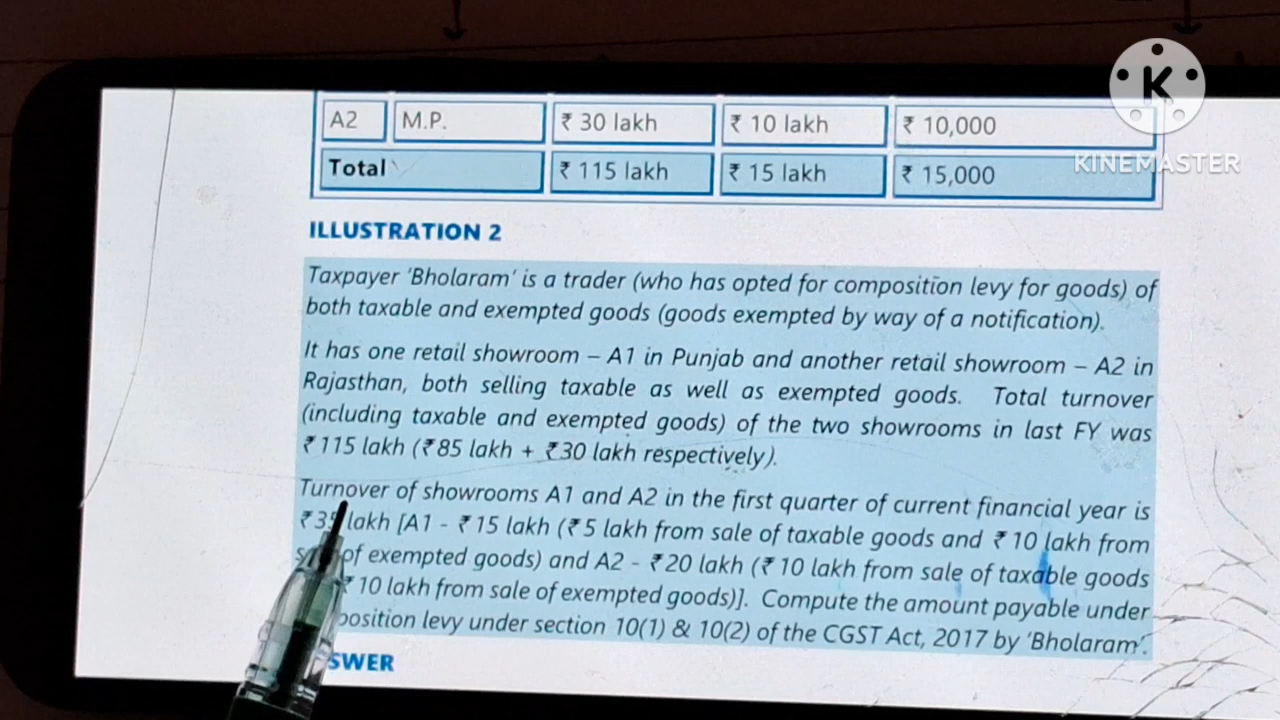 K
KINEMASTER
A2 M.P. ₹ 30 lakh ₹ 10 lakh ₹ 10,000
Total ₹ 115 lakh ₹ 15 lakh ₹ 15,000
ILLUSTRATION 2
Taxpayer ‘Bholaram’ is a trader (who has opted for composition levy for goods) of
both taxable and exempted goods (goods exempted by way of a notification).
It has one retail showroom – A1 in Punjab and another retail showroom – A2 in
Rajasthan, both selling taxable as well as exempted goods. Total turnover
(including taxable and exempted goods) of the two showrooms in last FY was
₹ 115 lakh (₹ 85 lakh + ₹ 30 lakh respectively).
Turnover of showrooms A1 and A2 in the first quarter of current financial year is
₹ 35 lakh [A1 - ₹ 15 lakh (₹ 5 lakh from sale of taxable goods and ₹ 10 lakh from
of exempted goods) and A2 - ₹ 20 lakh (₹ 10 lakh from sale of taxable goods
₹ 10 lakh from sale of exempted goods)]. Compute the amount payable under
position levy under section 10(1) & 10(2) of the CGST Act, 2017 by ‘Bholaram’.
SWER